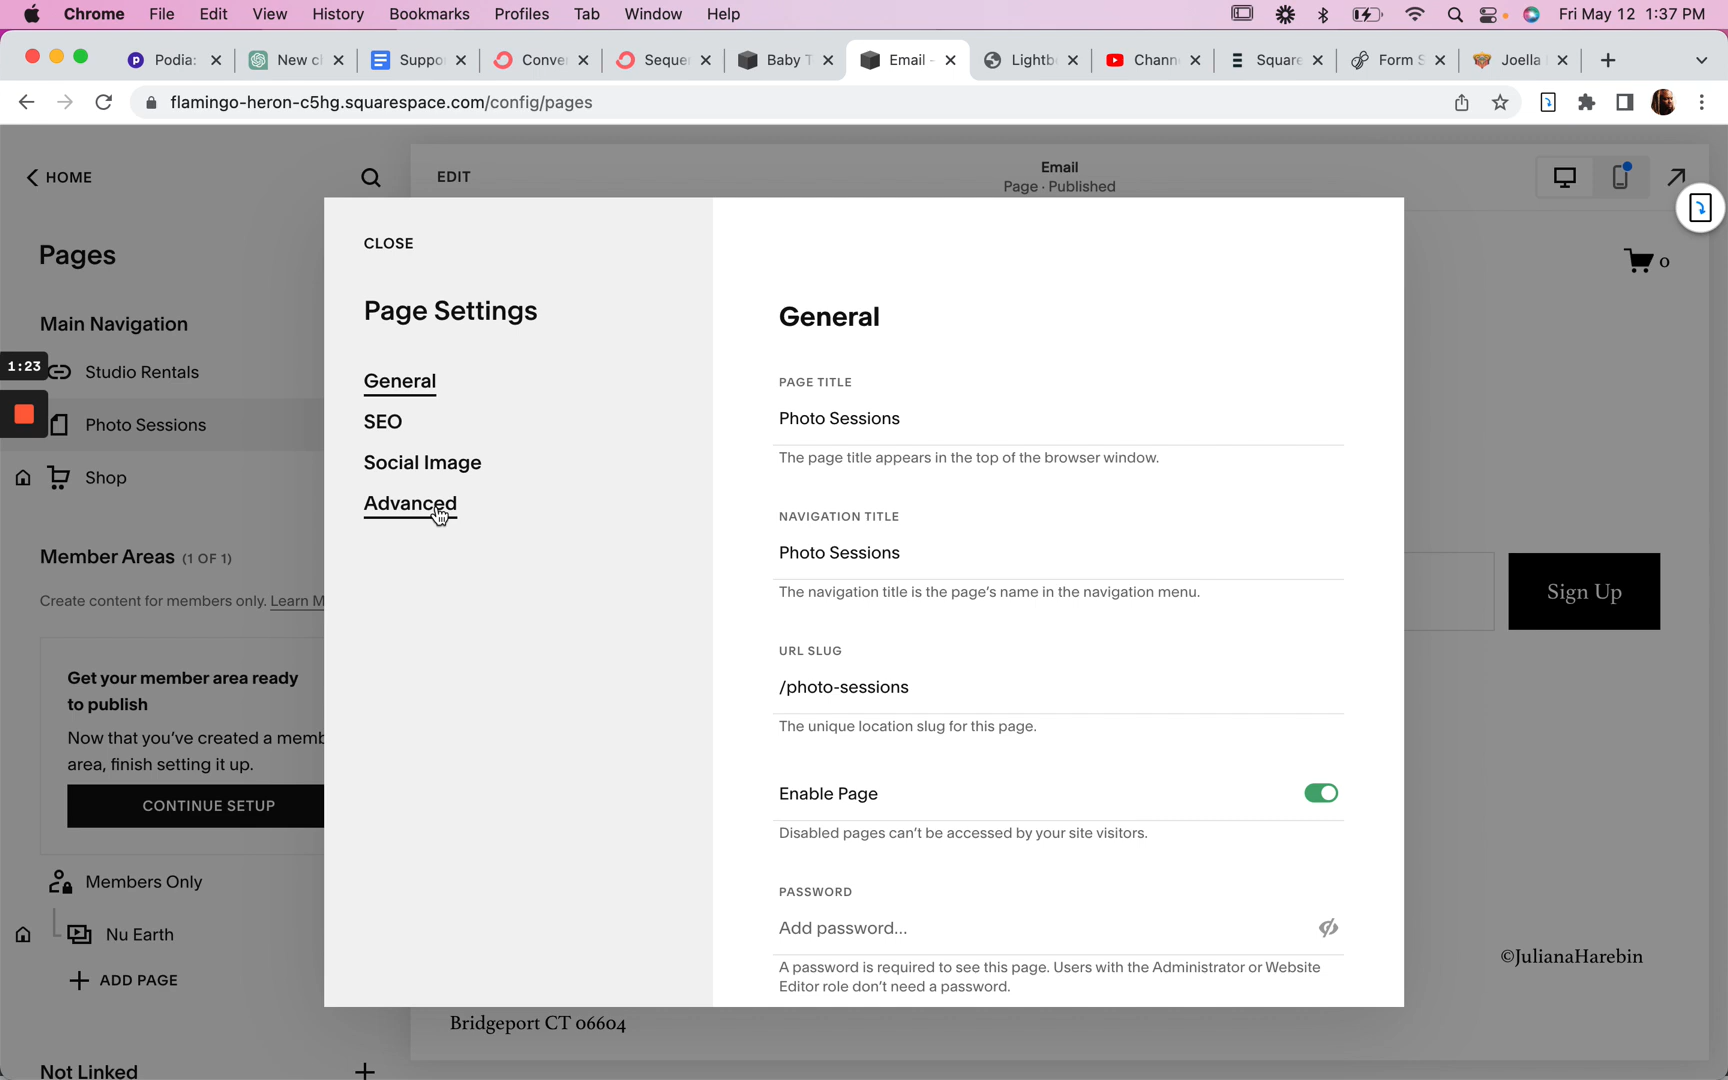 Chrome File Edit View History Bookmarks Profiles Tab Window Help Fri May 12 1:37 PM
Podia: New c Suppo Conve Seque Baby T Email - Lightb Chann Square Form S Joella
flamingo-heron-c5hg.squarespace.com/config/pages
HOME
EDIT
Email
Page · Published
Pages
0
Main Navigation
1:23
Studio Rentals
Photo Sessions
Shop
Member Areas (1 OF 1)
Create content for members only. Learn M
Get your member area ready
to publish
Now that you've created a memb
area, finish setting it up.
CONTINUE SETUP
Members Only
Nu Earth
ADD PAGE
Not Linked
CLOSE
Page Settings
General
SEO
Social Image
Advanced
General
PAGE TITLE
Photo Sessions
The page title appears in the top of the browser window.
NAVIGATION TITLE
Photo Sessions
The navigation title is the page's name in the navigation menu.
URL SLUG
/photo-sessions
The unique location slug for this page.
Enable Page
Disabled pages can't be accessed by your site visitors.
PASSWORD
Add password...
A password is required to see this page. Users with the Administrator or Website
Editor role don't need a password.
Sign Up
©JulianaHarebin
Bridgeport CT 06604